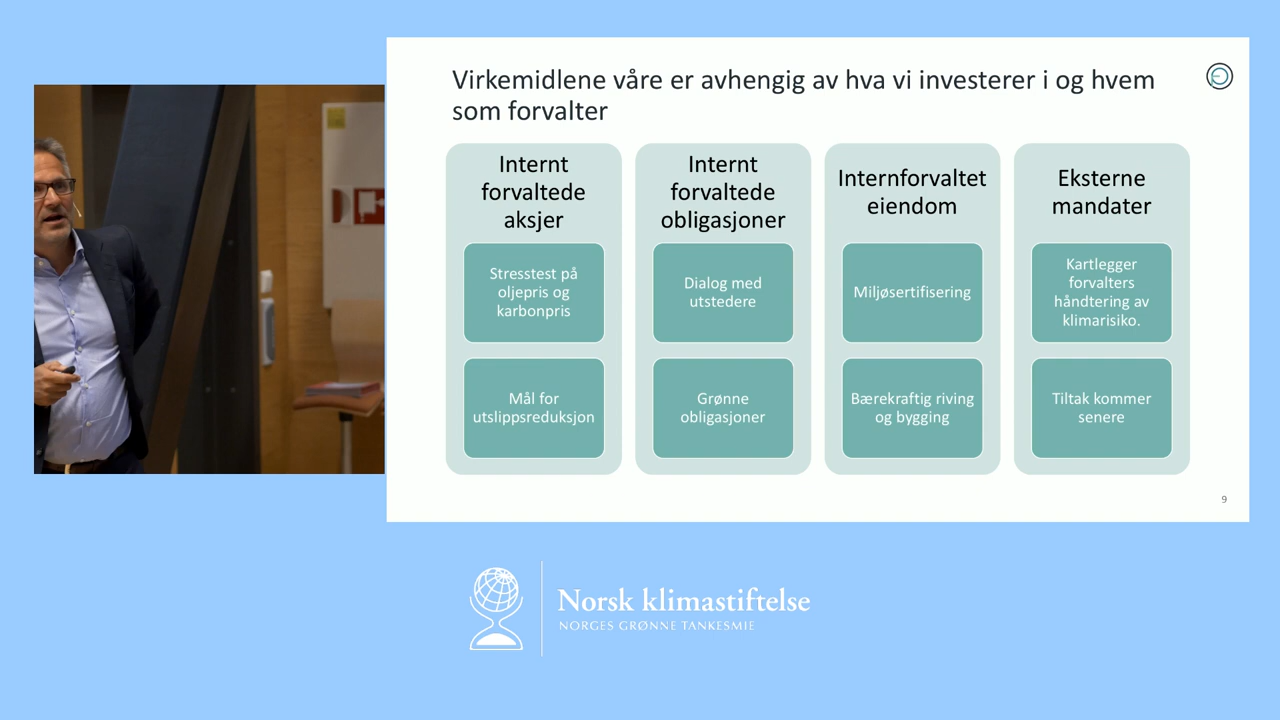 Virkemidlene våre er avhengig av hva vi investerer i og hvem
som forvalter
Internt
forvaltede
aksjer
Stresstest på
oljepris og
karbonpris
Mål for
utslippsreduksjon
Internt
forvaltede
obligasjoner
Dialog med
utstedere
Grønne
obligasjoner
Internforvaltet
eiendom
Miljøsertifisering
Bærekraftig riving
og bygging
Eksterne
mandater
Kartlegger
forvalters
håndtering av
klimarisiko.
Tiltak kommer
senere
9
Norsk klimastiftelse
NORGES GRØNNE TANKESMIE